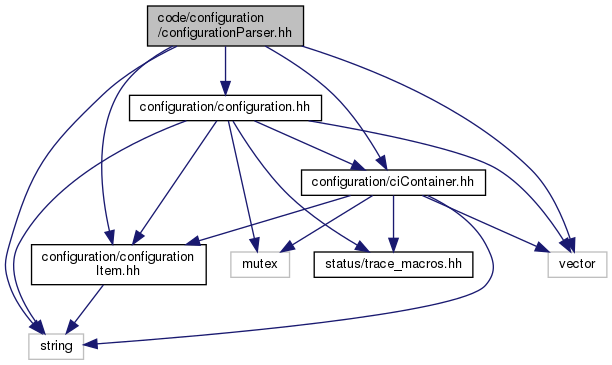 code/configuration
/configurationParser.hh
configuration/configuration.hh
configuration/ciContainer.hh
configuration/configuration
Item.hh
mutex
status/trace_macros.hh
vector
string